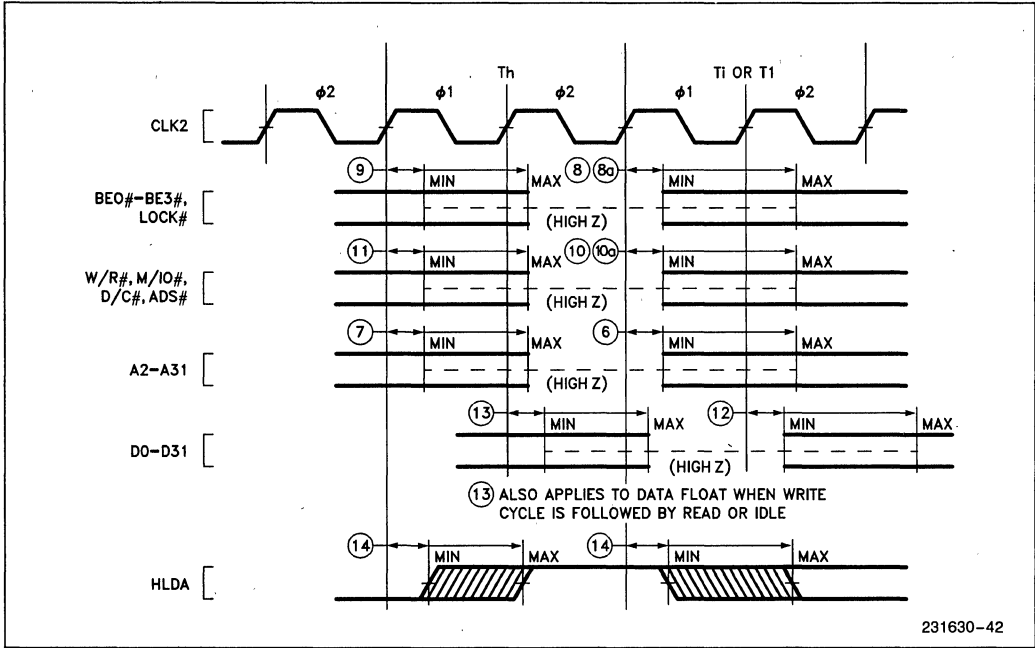 Th Ti OR T1
ϕ2 ϕ1 ϕ2 ϕ1 ϕ2
CLK2
9 8 8a
MIN MAX MIN MAX
BE0#-BE3#,
LOCK#
(HIGH Z)
11 10 10a
MIN MAX MIN MAX
W/R#, M/IO#,
D/C#, ADS#
(HIGH Z)
7 6
MIN MAX MIN MAX
A2-A31
(HIGH Z)
13 12
MIN MAX MIN MAX
D0-D31
(HIGH Z)
13 ALSO APPLIES TO DATA FLOAT WHEN WRITE
CYCLE IS FOLLOWED BY READ OR IDLE
14 14
MIN MAX MIN MAX
HLDA
231630-42